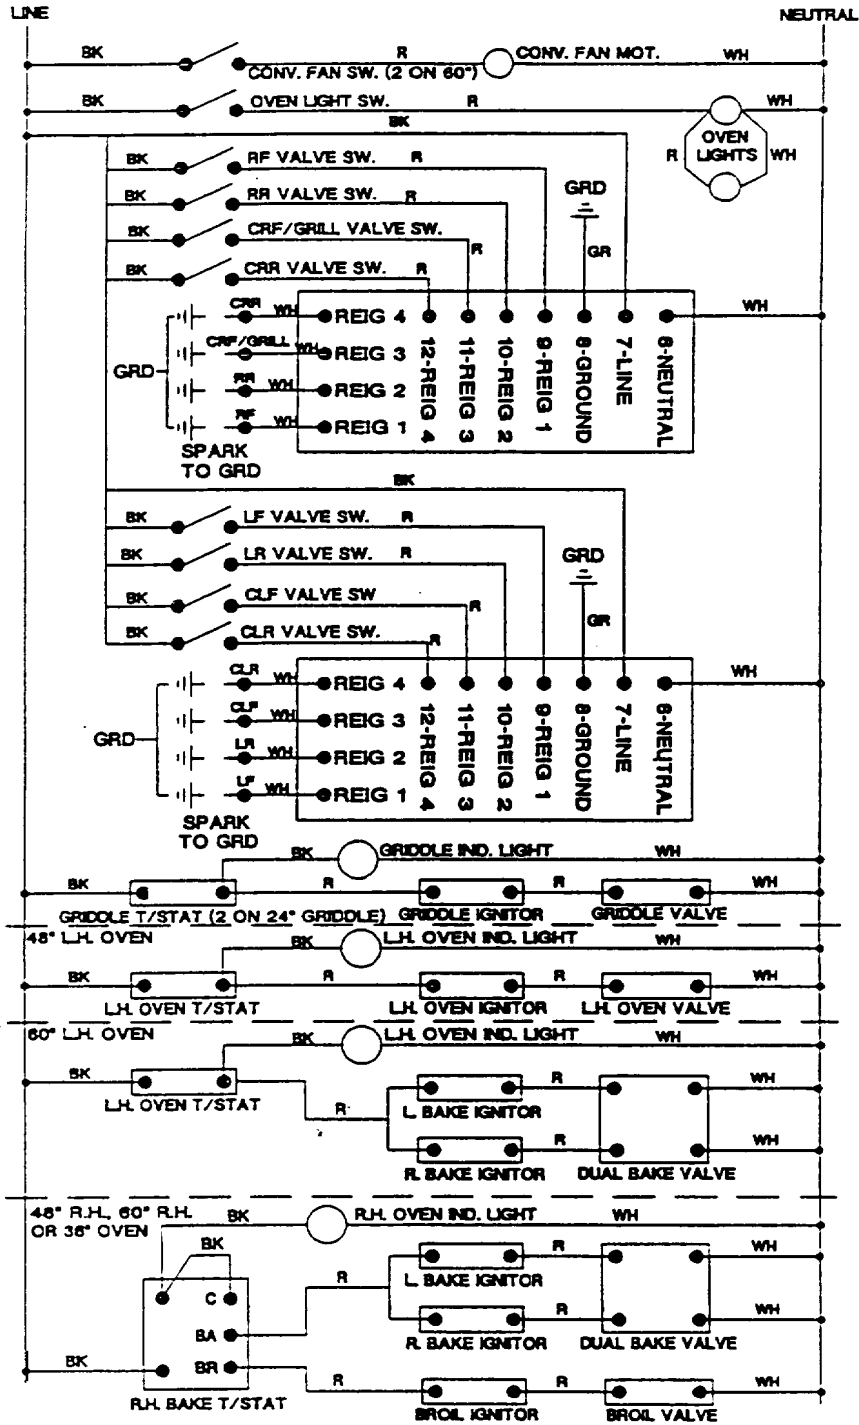 LINE
NEUTRAL
BK
R
CONV. FAN MOT.
WH
CONV. FAN SW. (2 ON 60")
BK
OVEN LIGHT SW.
R
WH
BK
OVEN
LIGHTS
R
WH
BK
RF VALVE SW.
R
BK
RR VALVE SW.
R
GRD
BK
CRF/GRILL VALVE SW.
R
GR
BK
CRR VALVE SW.
R
CRR
WH
REIG 4
WH
CRF/GRILL
WH
REIG 3
GRD
RR
WH
REIG 2
RF
WH
REIG 1
12-REIG 4
11-REIG 3
10-REIG 2
9-REIG 1
8-GROUND
7-LINE
6-NEUTRAL
SPARK
TO GRD
BK
BK
LF VALVE SW.
R
BK
LR VALVE SW.
R
GRD
BK
CLF VALVE SW
R
GR
BK
CLR VALVE SW.
R
CLR
WH
REIG 4
WH
CLF
WH
REIG 3
GRD
LR
WH
REIG 2
LF
WH
REIG 1
12-REIG 4
11-REIG 3
10-REIG 2
9-REIG 1
8-GROUND
7-LINE
6-NEUTRAL
SPARK
TO GRD
BK
GRIDDLE IND. LIGHT
WH
BK
R
R
WH
GRIDDLE T/STAT (2 ON 24" GRIDDLE)
GRIDDLE IGNITOR
GRIDDLE VALVE
48" L.H. OVEN
BK
L.H. OVEN IND. LIGHT
WH
BK
R
R
WH
L.H. OVEN T/STAT
L.H. OVEN IGNITOR
L.H. OVEN VALVE
60" L.H. OVEN
BK
L.H. OVEN IND. LIGHT
WH
BK
R
WH
L.H. OVEN T/STAT
R
L. BAKE IGNITOR
R
WH
R. BAKE IGNITOR
DUAL BAKE VALVE
48" R.H., 60" R.H.
OR 36" OVEN
BK
R.H. OVEN IND. LIGHT
WH
BK
R
WH
R
L. BAKE IGNITOR
C
R
WH
BA
R. BAKE IGNITOR
DUAL BAKE VALVE
BK
BR
R
R
WH
R.H. BAKE T/STAT
BROIL IGNITOR
BROIL VALVE